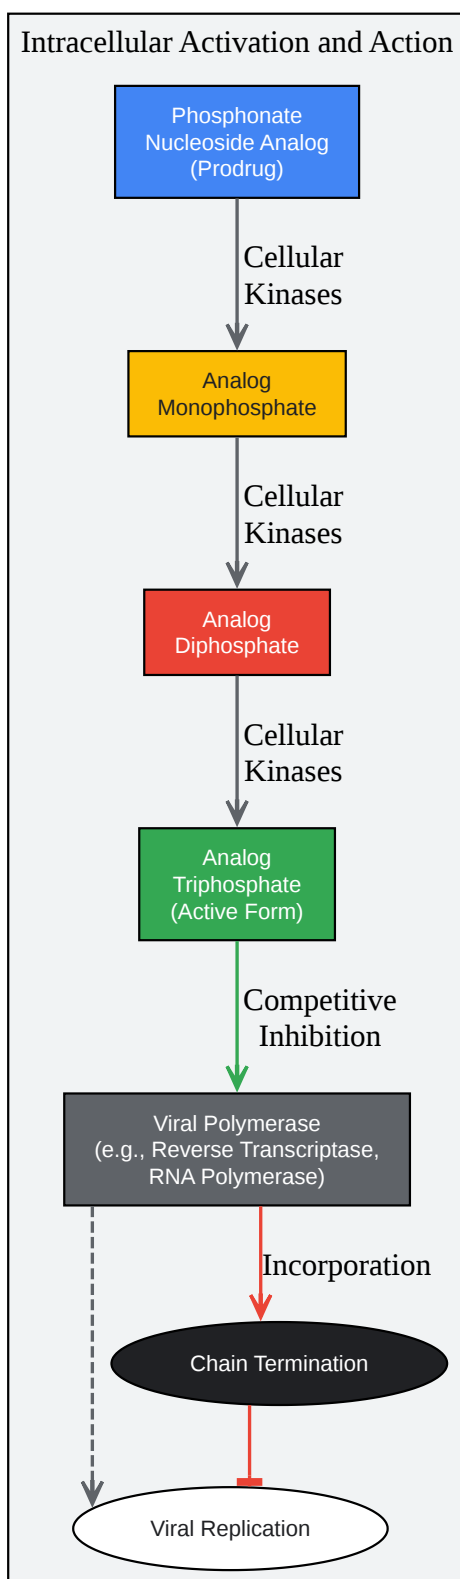 Intracellular Activation and Action
Phosphonate
Nucleoside Analog
(Prodrug)
Cellular
Kinases
Analog
Monophosphate
Cellular
Kinases
Analog
Diphosphate
Cellular
Kinases
Analog
Triphosphate
(Active Form)
Competitive
Inhibition
Viral Polymerase
(e.g., Reverse Transcriptase,
RNA Polymerase)
Incorporation
Chain Termination
Viral Replication